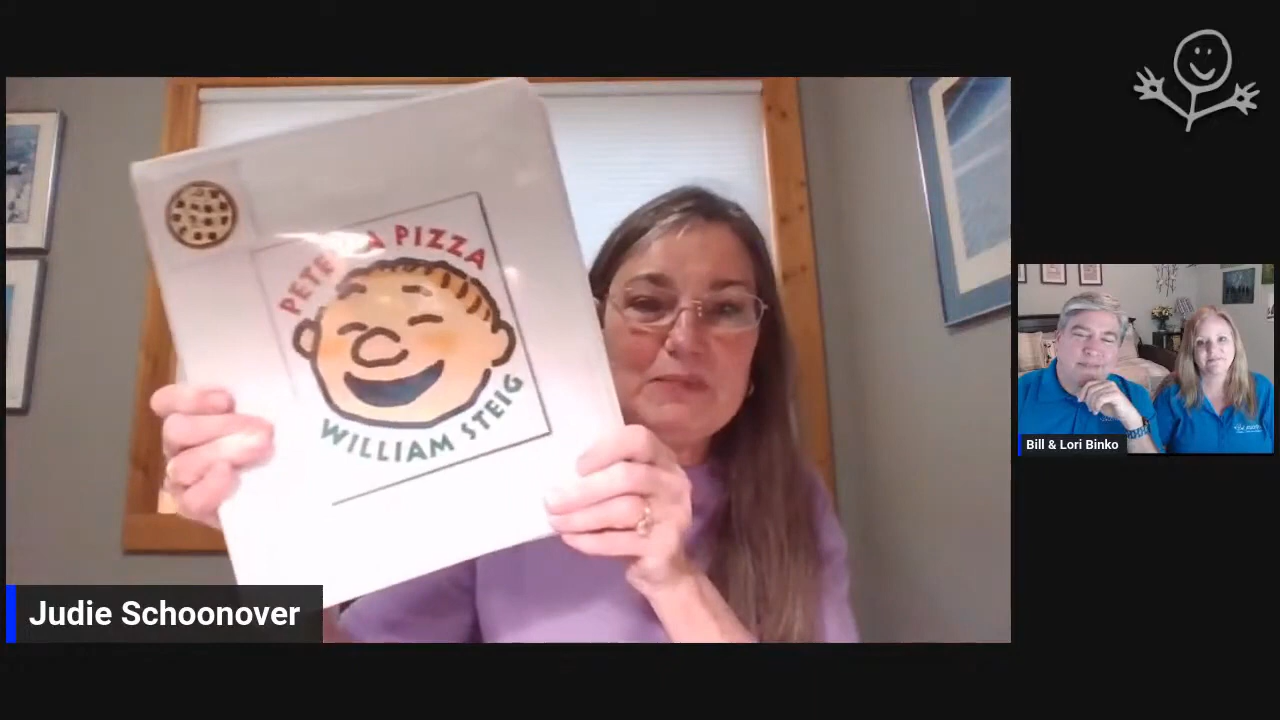 PETE'S A PIZZA
WILLIAM STEIG
Judie Schoonover
Bill & Lori Binko